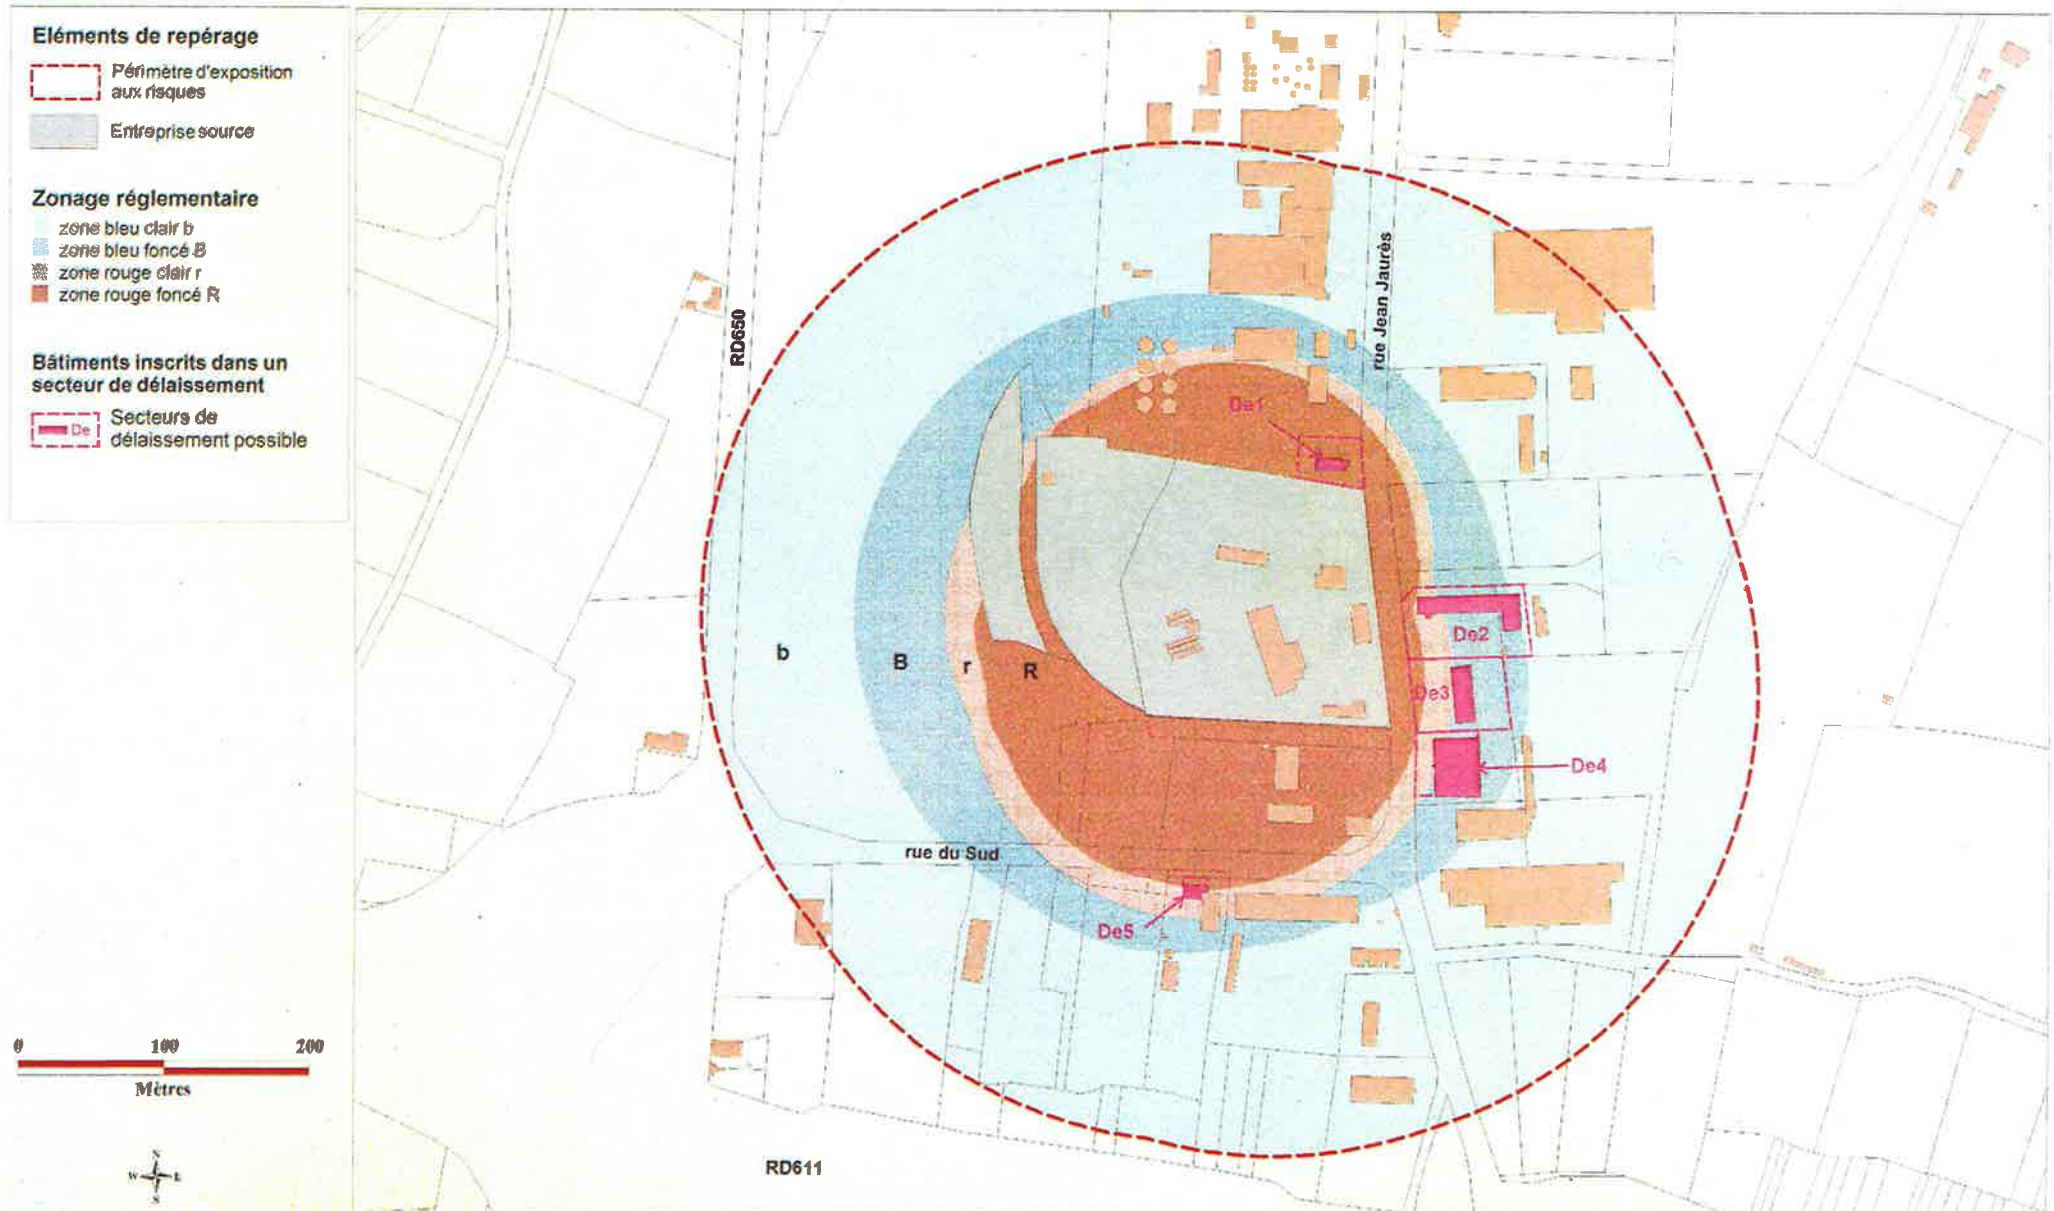 Eléments de repérage
Périmètre d'exposition
aux risques
Entreprise source
Zonage réglementaire
zone bleu clair b
zone bleu foncé B
zone rouge clair r
zone rouge foncé R
Bâtiments inscrits dans un
secteur de délaissement
De
Secteurs de
délaissement possible
RD650
rue Jean Jaurès
De1
De2
De3
De4
De5
b
B
r
R
rue du Sud
RD611
0 100 200
Mètres
N
W E
S